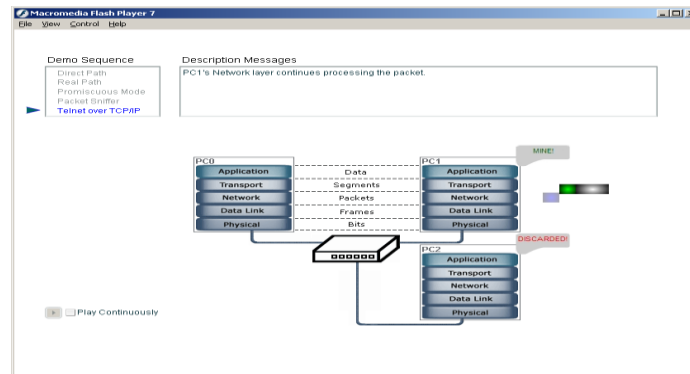 Macromedia Flash Player 7
File View Control Help
Demo Sequence
Description Messages
Direct Path
Real Path
Promiscuous Mode
Packet Sniffer
Telnet over TCP/IP
PC1's Network layer continues processing the packet.
MINE!
PC0
PC1
Application
Data
Application
Transport
Segments
Transport
Network
Packets
Network
Data Link
Frames
Data Link
Physical
Bits
Physical
DISCARDED!
PC2
Application
Transport
Network
Data Link
Physical
Play Continuously